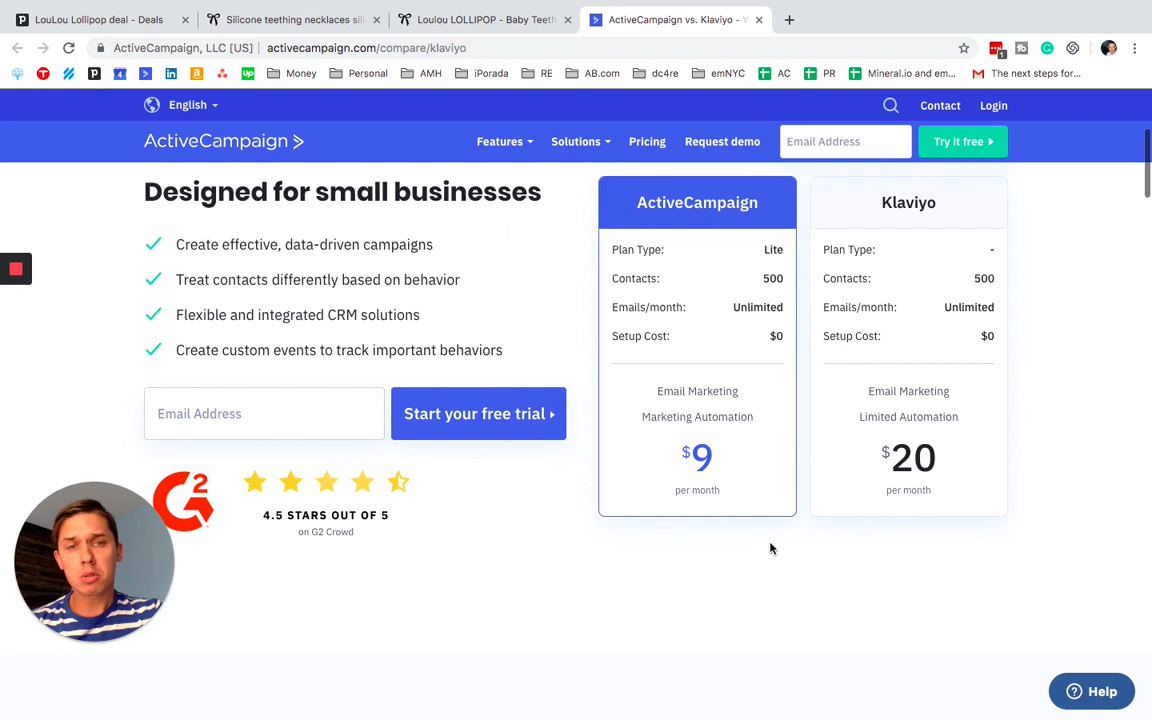 LouLou Lollipop deal - Deals
Silicone teething necklaces sili
Loulou LOLLIPOP - Baby Teeth
ActiveCampaign vs. Klaviyo -
ActiveCampaign, LLC [US] | activecampaign.com/compare/klaviyo
Money
Personal
AMH
iPorada
RE
AB.com
dc4re
emNYC
AC
PR
Mineral.io and em...
The next steps for...
English
Contact
Login
ActiveCampaign >
Features
Solutions
Pricing
Request demo
Email Address
Try it free
Designed for small businesses
Create effective, data-driven campaigns
Treat contacts differently based on behavior
Flexible and integrated CRM solutions
Create custom events to track important behaviors
Email Address
Start your free trial
G2
4.5 STARS OUT OF 5
on G2 Crowd
ActiveCampaign
Plan Type: Lite
Contacts: 500
Emails/month: Unlimited
Setup Cost: $0
Email Marketing
Marketing Automation
$9
per month
Klaviyo
Plan Type: -
Contacts: 500
Emails/month: Unlimited
Setup Cost: $0
Email Marketing
Limited Automation
$20
per month
Help